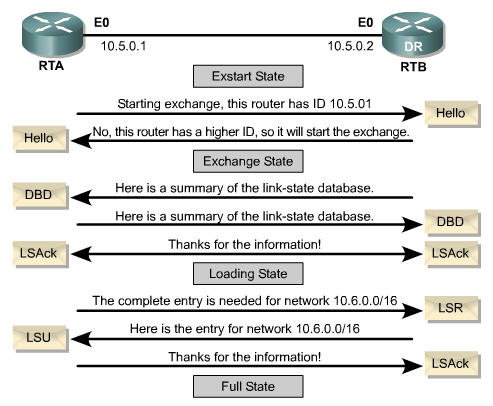 E0 E0
10.5.0.1 10.5.0.2 DR
RTA RTB
Exstart State
Starting exchange, this router has ID 10.5.01
Hello
No, this router has a higher ID, so it will start the exchange.
Hello
Exchange State
Here is a summary of the link-state database.
DBD
Here is a summary of the link-state database.
DBD
Thanks for the information!
LSAck LSAck
Loading State
The complete entry is needed for network 10.6.0.0/16
LSR
Here is the entry for network 10.6.0.0/16
LSU
Thanks for the information!
LSAck
Full State